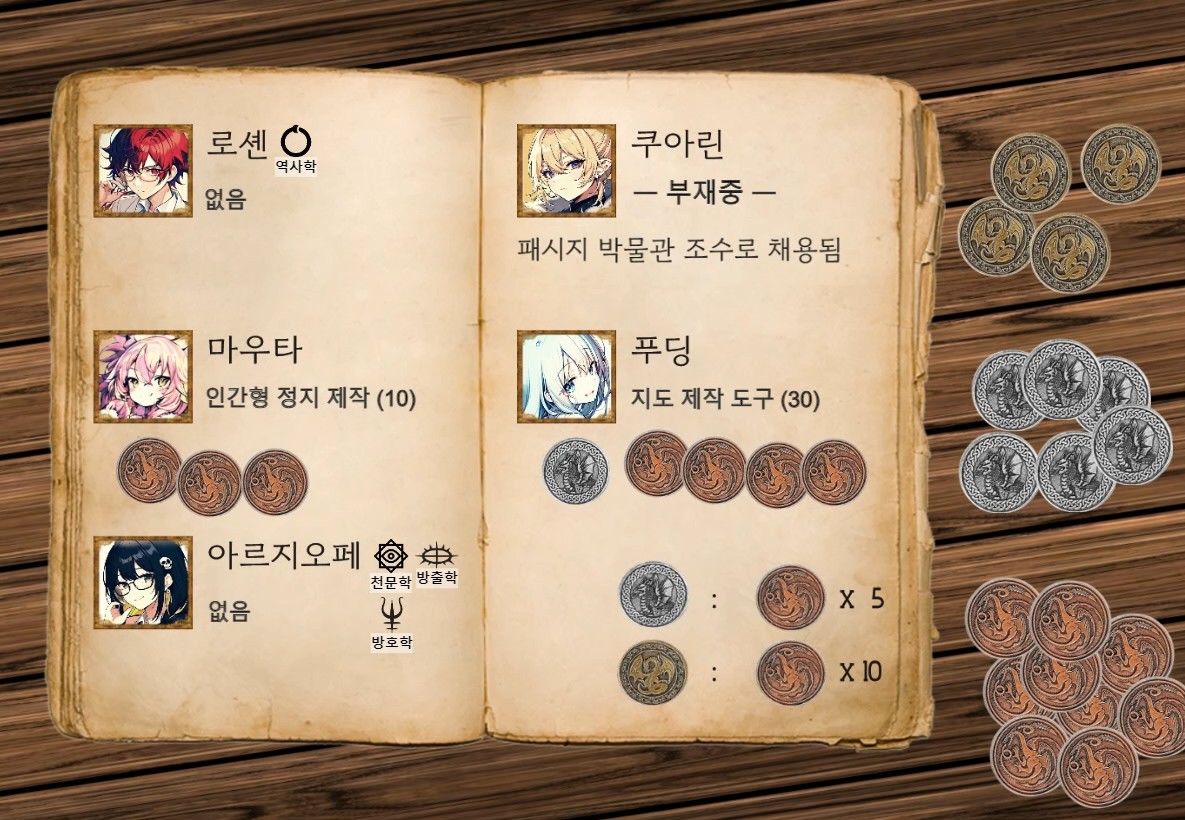 로셴
역사학
없음
마우타
인간형 정지 제작 (10)
아르지오페
천문학 방출학
없음
방호학
쿠아린
— 부재중 —
패시지 박물관 조수로 채용됨
푸딩
지도 제작 도구 (30)
: X 5
: X 10